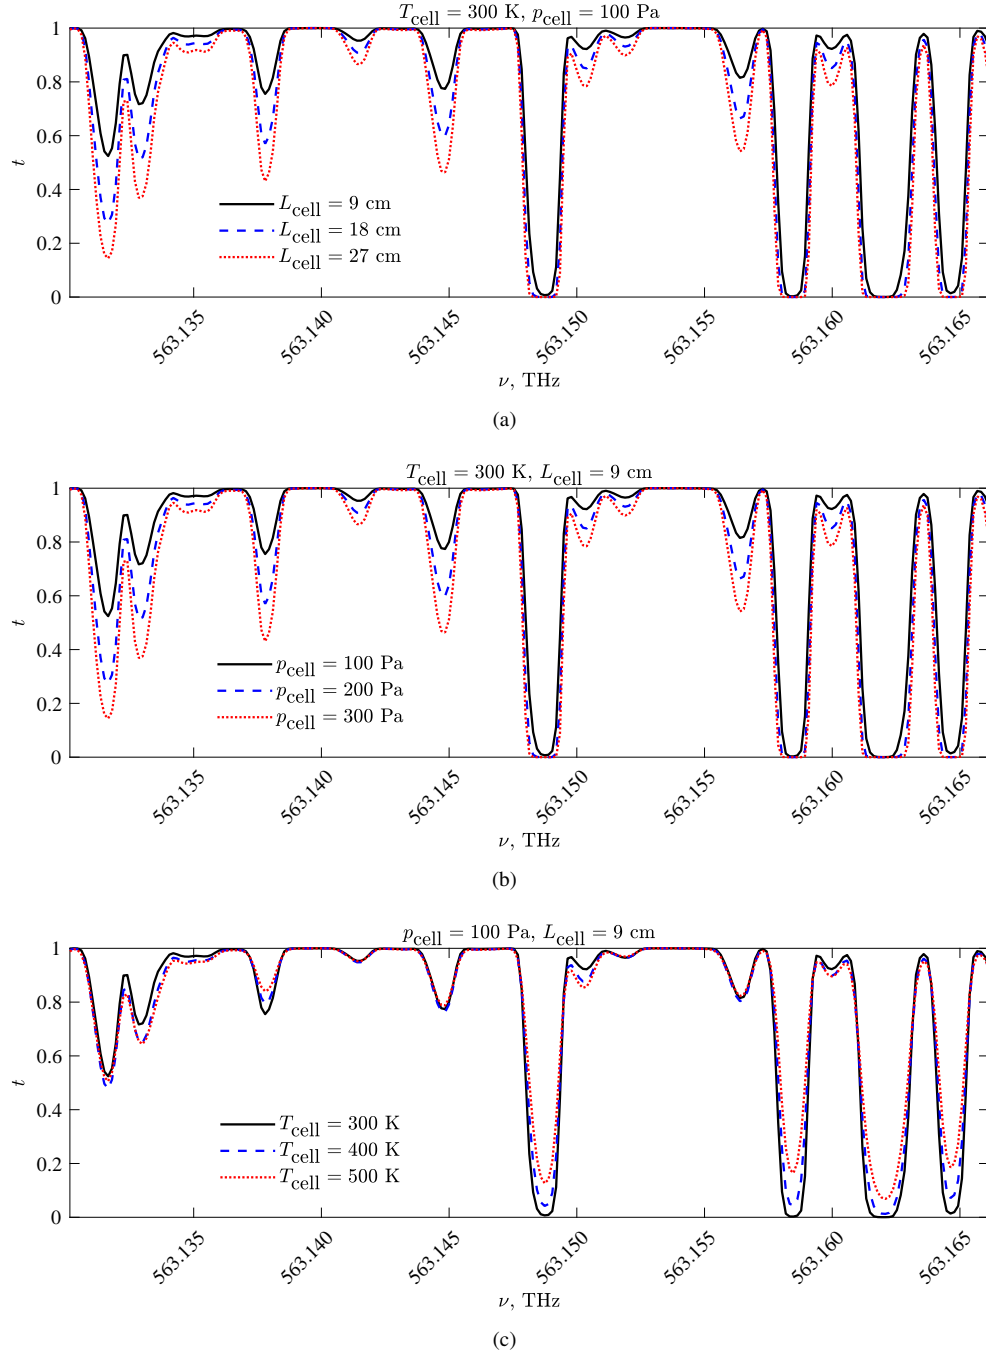 T_cell = 300 K, p_cell = 100 Pa
1
0.8
0.6
0.4
0.2
0
t
L_cell = 9 cm
L_cell = 18 cm
L_cell = 27 cm
563.135
563.140
563.145
563.150
563.155
563.160
563.165
ν, THz
(a)
T_cell = 300 K, L_cell = 9 cm
1
0.8
0.6
0.4
0.2
0
t
p_cell = 100 Pa
p_cell = 200 Pa
p_cell = 300 Pa
563.135
563.140
563.145
563.150
563.155
563.160
563.165
ν, THz
(b)
p_cell = 100 Pa, L_cell = 9 cm
1
0.8
0.6
0.4
0.2
0
t
T_cell = 300 K
T_cell = 400 K
T_cell = 500 K
563.135
563.140
563.145
563.150
563.155
563.160
563.165
ν, THz
(c)